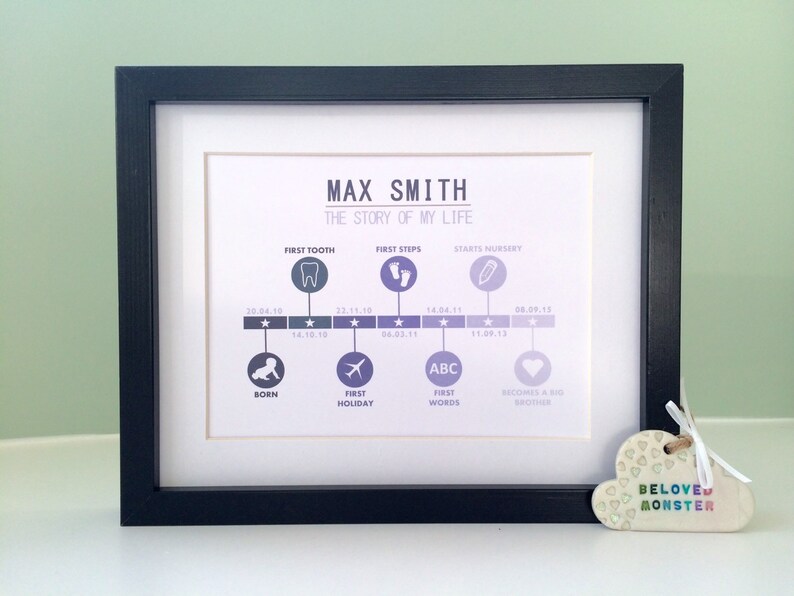 MAX SMITH
THE STORY OF MY LIFE
FIRST TOOTH
FIRST STEPS
STARTS NURSERY
20.04.10
22.11.10
14.04.11
08.09.13
14.10.10
06.03.11
11.09.13
ABC
BORN
FIRST
HOLIDAY
FIRST
WORDS
BECOMES A BIG
BROTHER
BELOVED
MONSTER